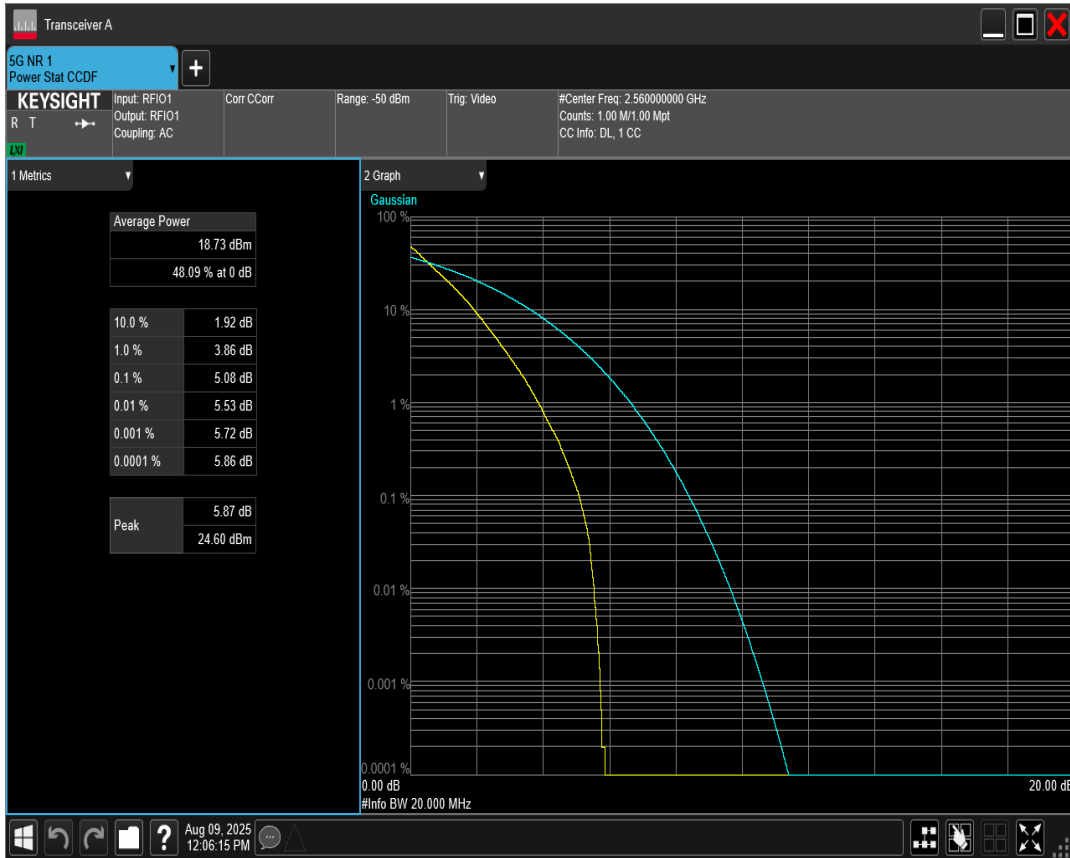 Transceiver A
5G NR 1
Power Stat CCDF
KEYSIGHT
R T
LXI
Input: RFIO1
Output: RFIO1
Coupling: AC
Corr CCorr
Range: -50 dBm
Trig: Video
#Center Freq: 2.560000000 GHz
Counts: 1.00 M/1.00 Mpt
CC Info: DL, 1 CC
1 Metrics
Average Power
18.73 dBm
48.09 % at 0 dB
10.0 % 1.92 dB
1.0 % 3.86 dB
0.1 % 5.08 dB
0.01 % 5.53 dB
0.001 % 5.72 dB
0.0001 % 5.86 dB
Peak 5.87 dB
24.60 dBm
2 Graph
Gaussian
100 %
10 %
1 %
0.1 %
0.01 %
0.001 %
0.0001 %
0.00 dB 20.00 dB
#Info BW 20.000 MHz
? Aug 09, 2025
12:06:15 PM